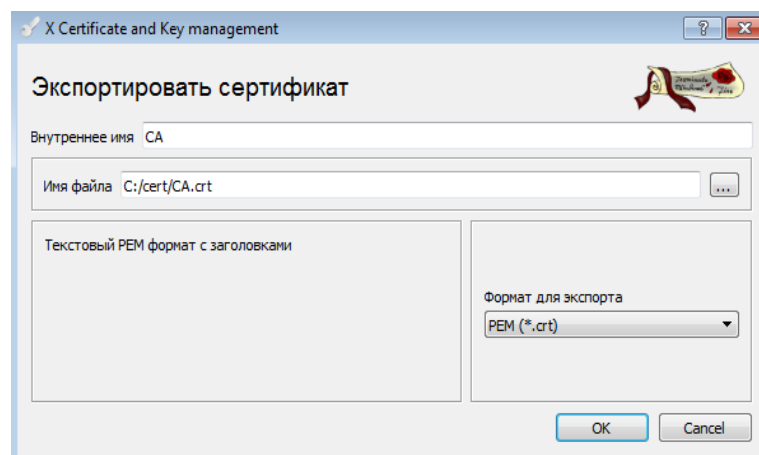 X Certificate and Key management
Экспортировать сертификат
Внутреннее имя CA
Имя файла C:/cert/CA.crt ...
Текстовый PEM формат с заголовками
Формат для экспорта
PEM (*.crt)
OK Cancel